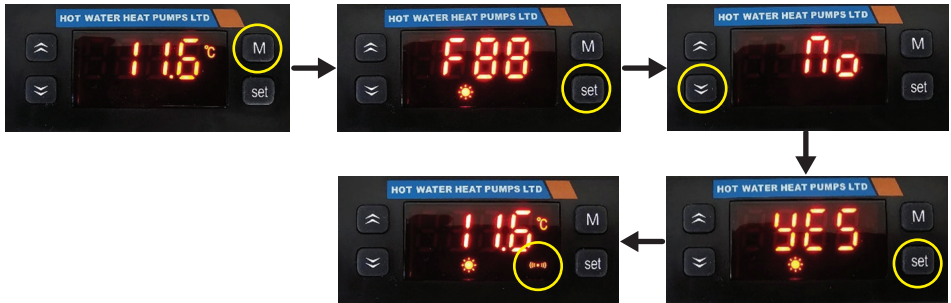 HOT WATER HEAT PUMPS LTD
11.6 °C
M
set
HOT WATER HEAT PUMPS LTD
F88
M
set
HOT WATER HEAT PUMPS LTD
No
M
set
HOT WATER HEAT PUMPS LTD
11.6 °C
M
set
HOT WATER HEAT PUMPS LTD
YES
M
set